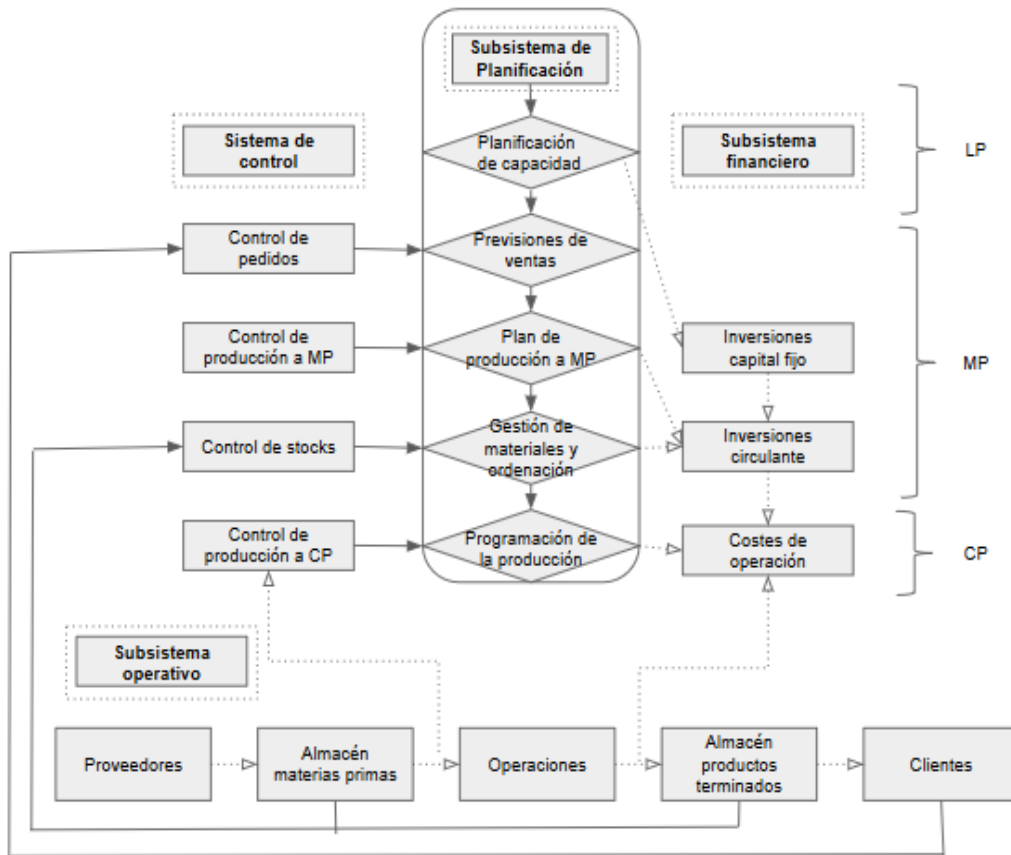 Subsistema de
Planificación
Sistema de
control
Planificación
de capacidad
Subsistema
financiero
LP
Control de
pedidos
Previsiones de
ventas
Control de
producción a MP
Plan de
producción a MP
Inversiones
capital fijo
MP
Control de stocks
Gestión de
materiales y
ordenación
Inversiones
circulante
Control de
producción a CP
Programación de
la producción
Costes de
operación
CP
Subsistema
operativo
Proveedores
Almacén
materias primas
Operaciones
Almacén
productos
terminados
Clientes